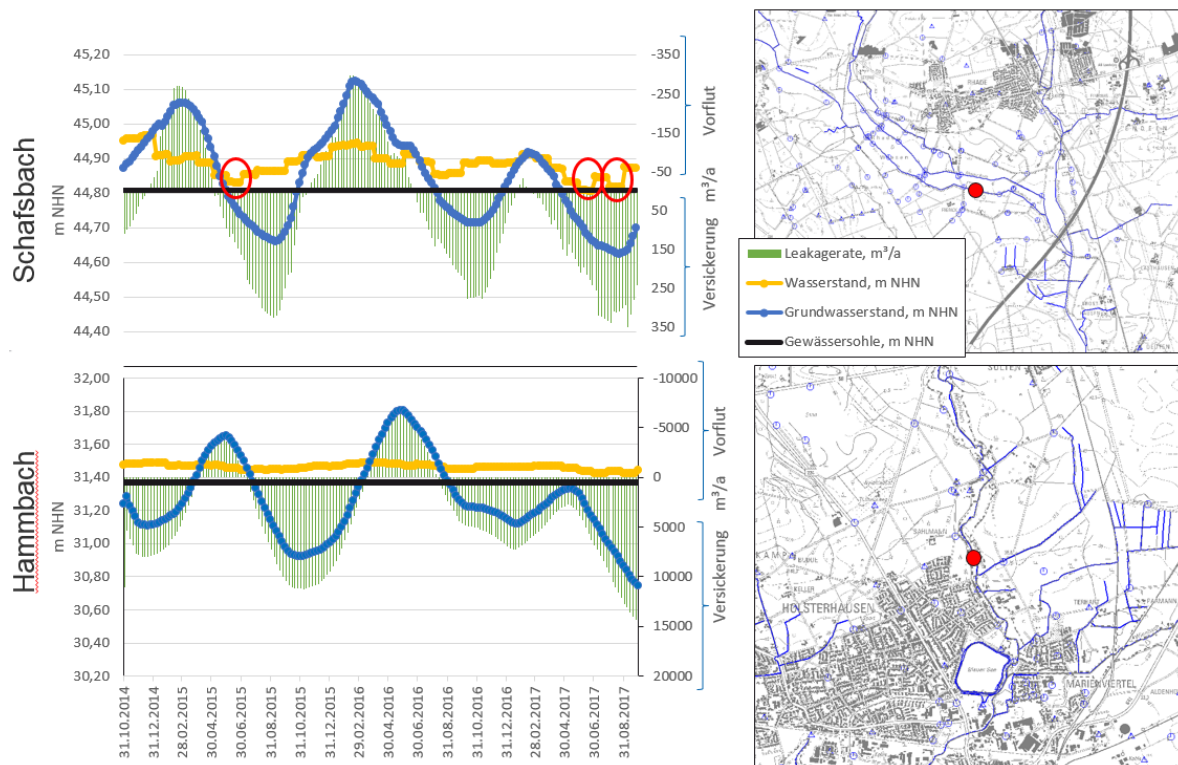 Schafsbach
m NHN
45,20
45,10
45,00
44,90
44,80
44,70
44,60
44,50
44,40
-350
-250
-150
-50
50
150
250
350
Vorflut
m³/a
Versickerung
Leakagerate, m³/a
Wasserstand, m NHN
Grundwasserstand, m NHN
Gewässersohle, m NHN
RHADE
Hammbach
m NHN
32,00
31,80
31,60
31,40
31,20
31,00
30,80
30,60
30,40
30,20
-10000
-5000
0
5000
10000
15000
20000
Vorflut
m³/a
Versickerung
31.10.2014
31.12.2014
28.02.2015
30.04.2015
30.06.2015
31.08.2015
31.10.2015
31.12.2015
29.02.2016
30.04.2016
30.06.2016
31.08.2016
31.10.2016
31.12.2016
28.02.2017
30.04.2017
30.06.2017
31.08.2017
HOLSTERHAUSEN
Blauer See
MARIENVIERTEL